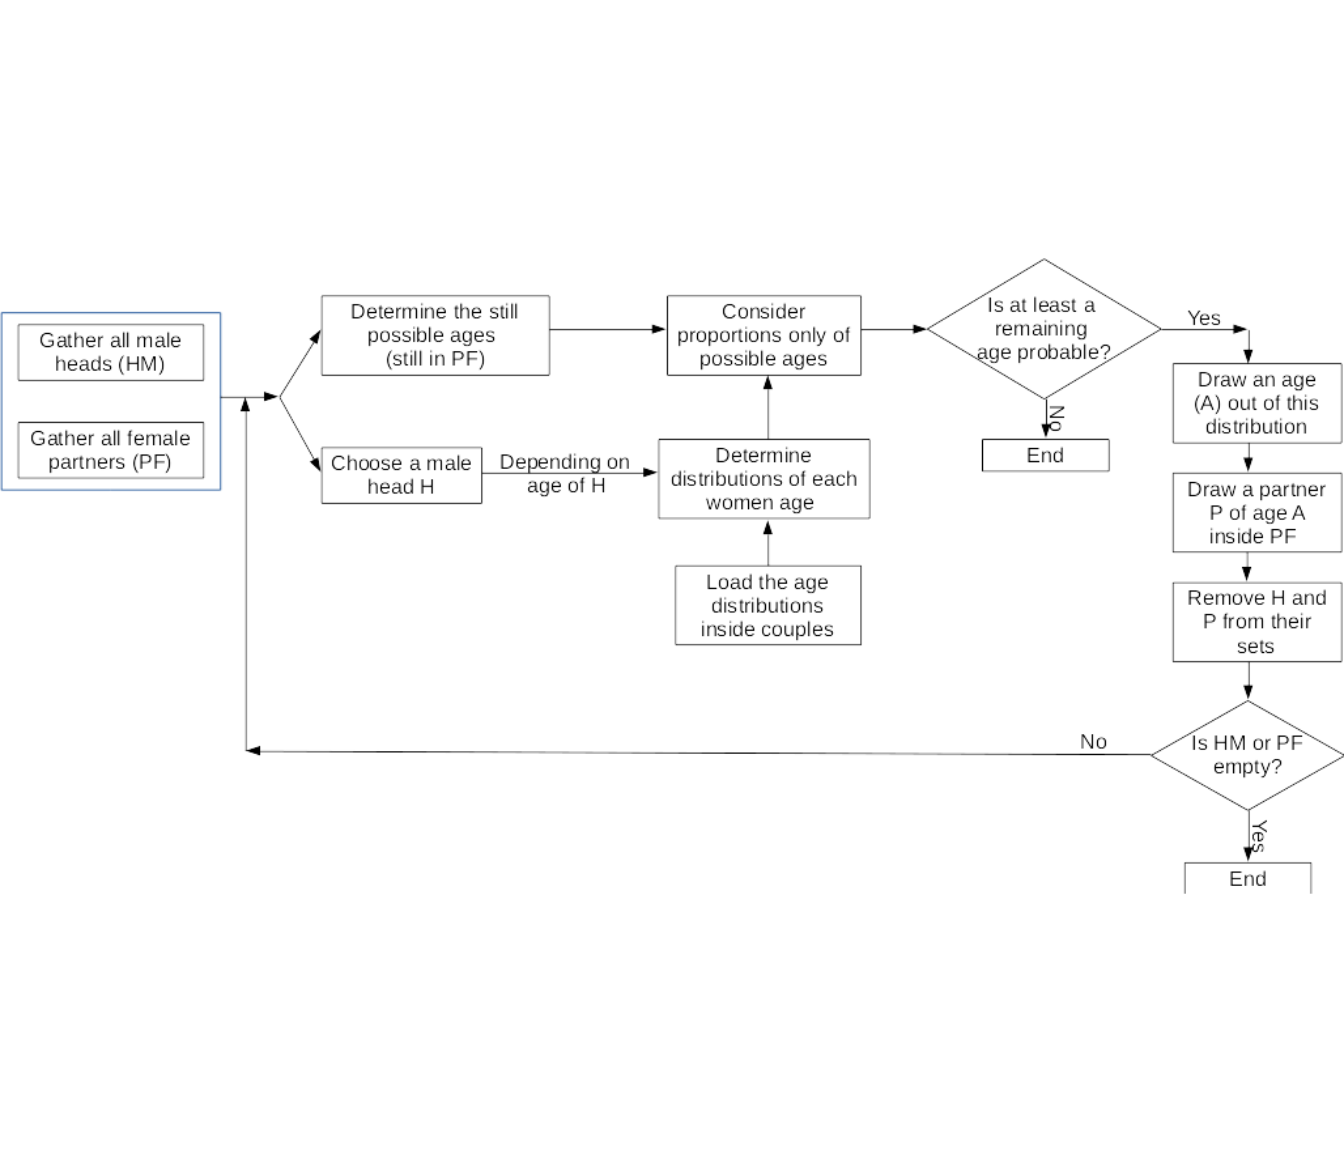 Gather all male
heads (HM)
Gather all female
partners (PF)
Determine the still
possible ages
(still in PF)
Choose a male
head H
Depending on
age of H
Consider
proportions only of
possible ages
Determine
distributions of each
women age
Load the age
distributions
inside couples
Is at least a
remaining
age probable?
No
End
Yes
Draw an age
(A) out of this
distribution
Draw a partner
P of age A
inside PF
Remove H and
P from their
sets
Is HM or PF
empty?
No
Yes
End